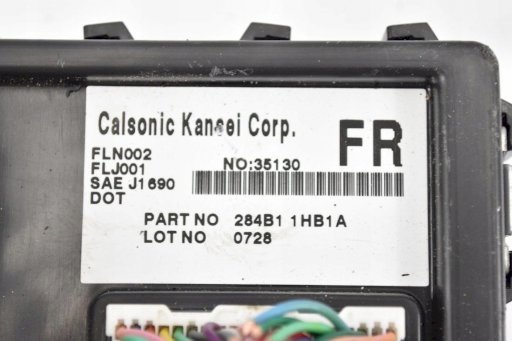 Calsonic Kansei Corp.
FR
FLN002
FLJ001
NO:35130
SAE J1690
DOT
PART NO 284B1 1HB1A
LOT NO 0728